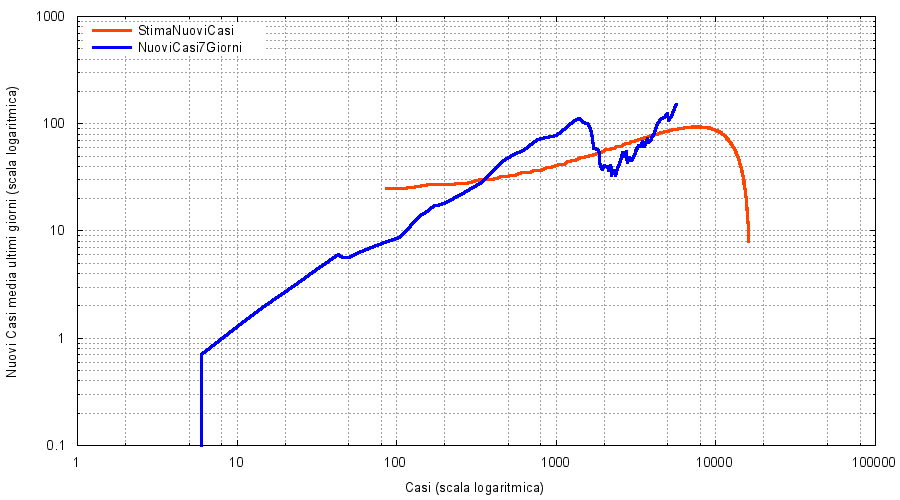 1000
StimaNuoviCasi
NuoviCasi7Giorni
100
10
1
0.1
Nuovi Casi media ultimi giorni (scala logaritmica)
1 10 100 1000 10000 100000
Casi (scala logaritmica)